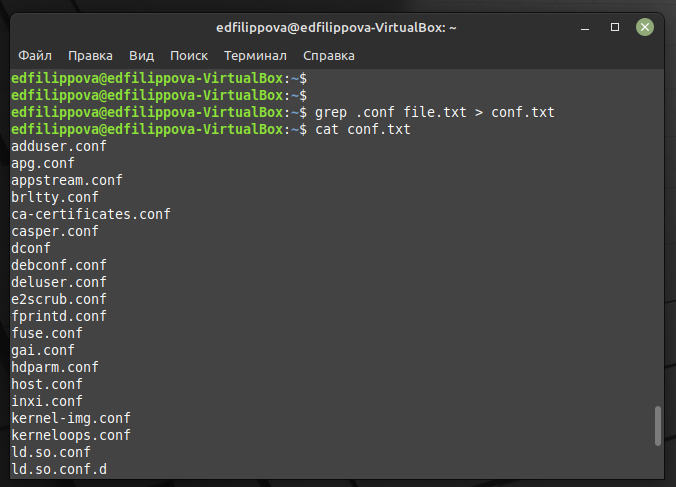 edfilippova@edfilippova-VirtualBox: ~
Файл Правка Вид Поиск Терминал Справка
edfilippova@edfilippova-VirtualBox:~$
edfilippova@edfilippova-VirtualBox:~$
edfilippova@edfilippova-VirtualBox:~$ grep .conf file.txt > conf.txt
edfilippova@edfilippova-VirtualBox:~$ cat conf.txt
adduser.conf
apg.conf
appstream.conf
brltty.conf
ca-certificates.conf
casper.conf
dconf
debconf.conf
deluser.conf
e2scrub.conf
fprintd.conf
fuse.conf
gai.conf
hdparm.conf
host.conf
inxi.conf
kernel-img.conf
kerneloops.conf
ld.so.conf
ld.so.conf.d